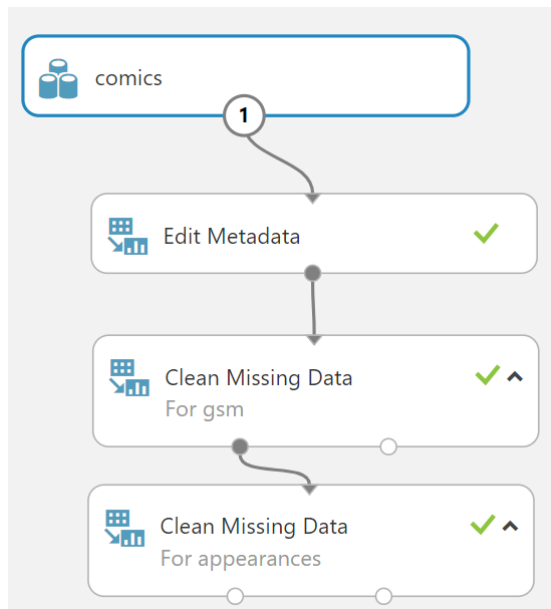 comics
1
Edit Metadata
Clean Missing Data
For gsm
Clean Missing Data
For appearances